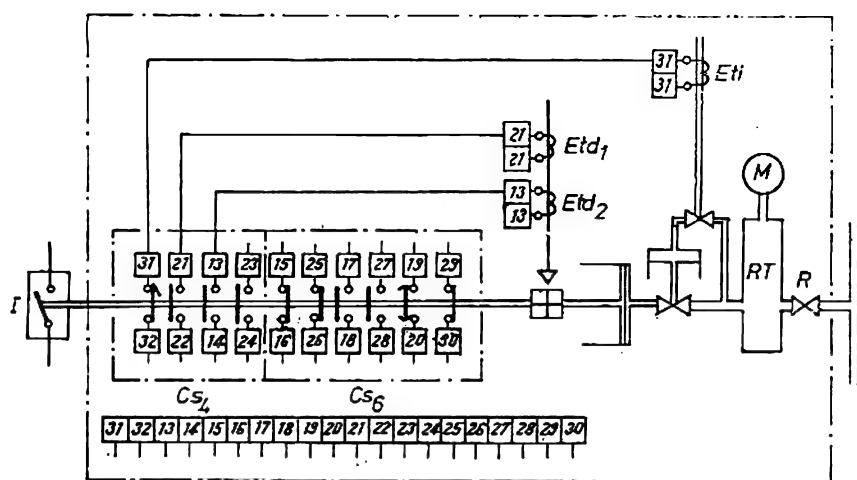 31
31
Eti
21
21
Etd1
13
13
Etd2
M
31 21 13 23 15 25 17 27 19 29
RT
R
I
32 22 14 24 16 26 18 28 20 30
Cs4
Cs6
31 32 13 14 15 16 17 18 19 20 21 22 23 24 25 26 27 28 29 30